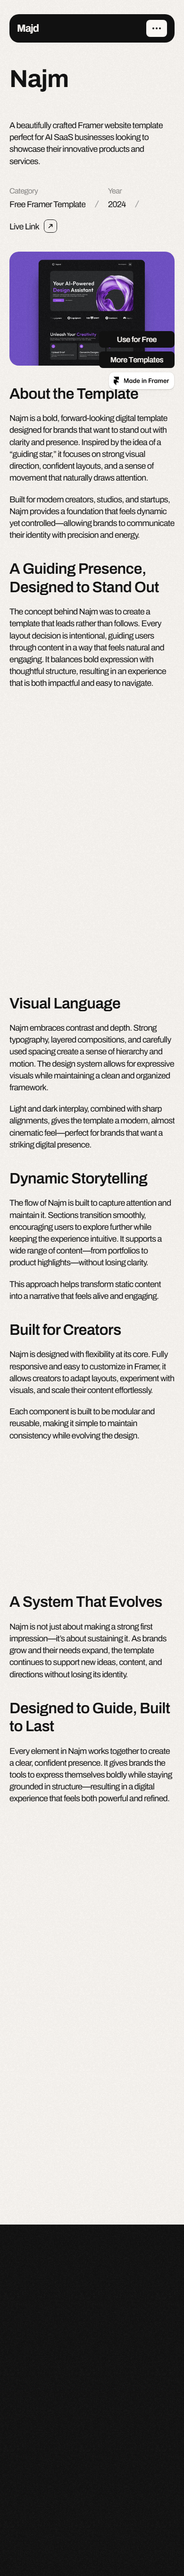 Majd
Najm
A beautifully crafted Framer website template
perfect for AI SaaS businesses looking to
showcase their innovative products and
services.
Category
Year
Free Framer Template / 2024 /
Live Link
Your AI-Powered
Design Assistant
Unleash Your Creativity
Use for Free
More Templates
Made in Framer
About the Template
Najm is a bold, forward-looking digital template
designed for brands that want to stand out with
clarity and presence. Inspired by the idea of a
“guiding star,” it focuses on strong visual
direction, confident layouts, and a sense of
movement that naturally draws attention.
Built for modern creators, studios, and startups,
Najm provides a foundation that feels dynamic
yet controlled—allowing brands to communicate
their identity with precision and energy.
A Guiding Presence,
Designed to Stand Out
The concept behind Najm was to create a
template that leads rather than follows. Every
layout decision is intentional, guiding users
through content in a way that feels natural and
engaging. It balances bold expression with
thoughtful structure, resulting in an experience
that is both impactful and easy to navigate.
Visual Language
Najm embraces contrast and depth. Strong
typography, layered compositions, and carefully
used spacing create a sense of hierarchy and
motion. The design system allows for expressive
visuals while maintaining a clean and organized
framework.
Light and dark interplay, combined with sharp
alignments, gives the template a modern, almost
cinematic feel—perfect for brands that want a
striking digital presence.
Dynamic Storytelling
The flow of Najm is built to capture attention and
maintain it. Sections transition smoothly,
encouraging users to explore further while
keeping the experience intuitive. It supports a
wide range of content—from portfolios to
product highlights—without losing clarity.
This approach helps transform static content
into a narrative that feels alive and engaging.
Built for Creators
Najm is designed with flexibility at its core. Fully
responsive and easy to customize in Framer, it
allows creators to adapt layouts, experiment with
visuals, and scale their content effortlessly.
Each component is built to be modular and
reusable, making it simple to maintain
consistency while evolving the design.
A System That Evolves
Najm is not just about making a strong first
impression—it’s about sustaining it. As brands
grow and their needs expand, the template
continues to support new ideas, content, and
directions without losing its identity.
Designed to Guide, Built
to Last
Every element in Najm works together to create
a clear, confident presence. It gives brands the
tools to express themselves boldly while staying
grounded in structure—resulting in a digital
experience that feels both powerful and refined.